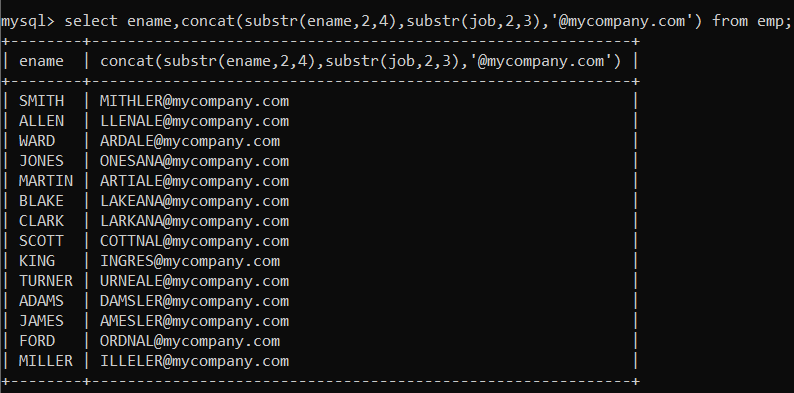 mysql> select ename,concat(substr(ename,2,4),substr(job,2,3),'@mycompany.com') from emp;
+--------+----------------------------------------------------------+
| ename  | concat(substr(ename,2,4),substr(job,2,3),'@mycompany.com') |
+--------+----------------------------------------------------------+
| SMITH  | MITHLER@mycompany.com |
| ALLEN  | LLENALE@mycompany.com |
| WARD   | ARDALE@mycompany.com |
| JONES  | ONESANA@mycompany.com |
| MARTIN | ARTIALE@mycompany.com |
| BLAKE  | LAKEANA@mycompany.com |
| CLARK  | LARKANA@mycompany.com |
| SCOTT  | COTTNAL@mycompany.com |
| KING   | INGRES@mycompany.com |
| TURNER | URNEALE@mycompany.com |
| ADAMS  | DAMSLER@mycompany.com |
| JAMES  | AMESLER@mycompany.com |
| FORD   | ORDNAL@mycompany.com |
| MILLER | ILLELER@mycompany.com |
+--------+----------------------------------------------------------+